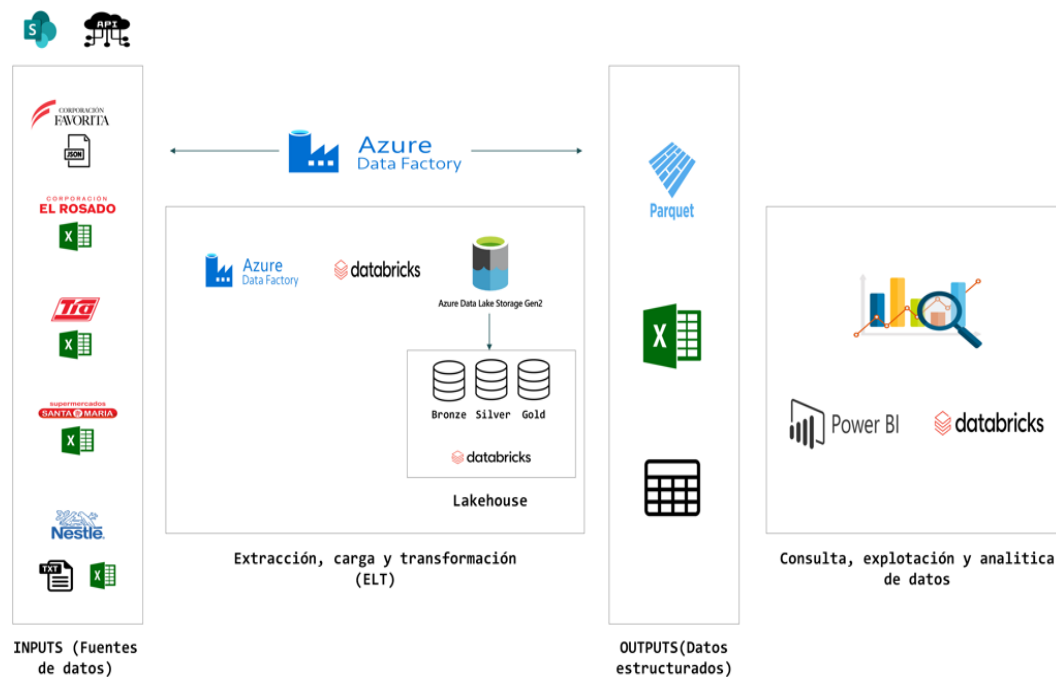 S
API
CORPORACIÓN
FAVORITA
JSON
CORPORACION
EL ROSADO
X
Tía
X
supermercados
SANTA MARIA
X
Nestle.
TXT
X
INPUTS (Fuentes
de datos)
Azure
Data Factory
Azure
Data Factory
databricks
Azure Data Lake Storage Gen2
Bronze Silver Gold
databricks
Lakehouse
Extracción, carga y transformación
(ELT)
Parquet
X
OUTPUTS(Datos
estructurados)
Power BI
databricks
Consulta, explotación y analitica
de datos